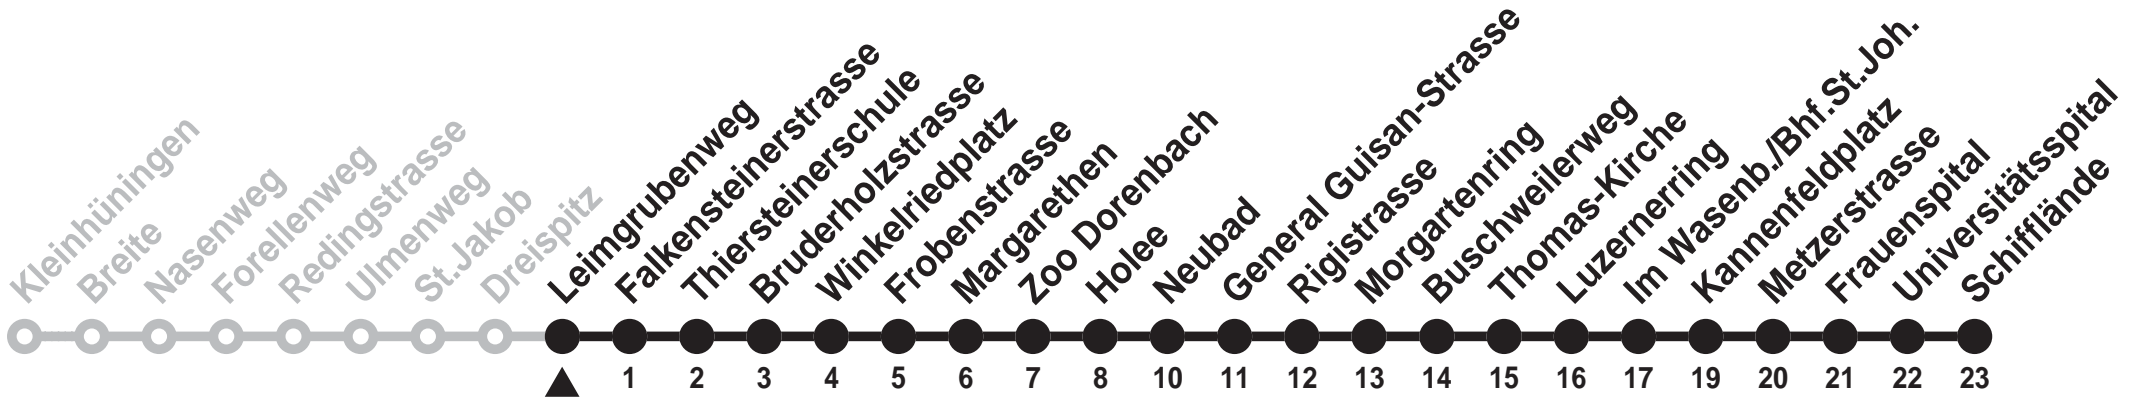 Kleinhüningen
Breite
Nasenweg
Forellenweg
Redingstrasse
Ulmenweg
St.Jakob
Dreispitz
Leimgrubenweg
Falkensteinerstrasse
Thiersteinerschule
Bruderholzstrasse
Winkelriedplatz
Frobenstrasse
Margarethen
Zoo Dorenbach
Holee
Neubad
General Guisan-Strasse
Rigistrasse
Morgartenring
Buschweilerweg
Thomas-Kirche
Luzernerring
Im Wasenb./Bhf.St.Joh.
Kannenfeldplatz
Metzerstrasse
Frauenspital
Universitätsspital
Schifflände
1 2 3 4 5 6 7 8 10 11 12 13 14 15 16 17 19 20 21 22 23